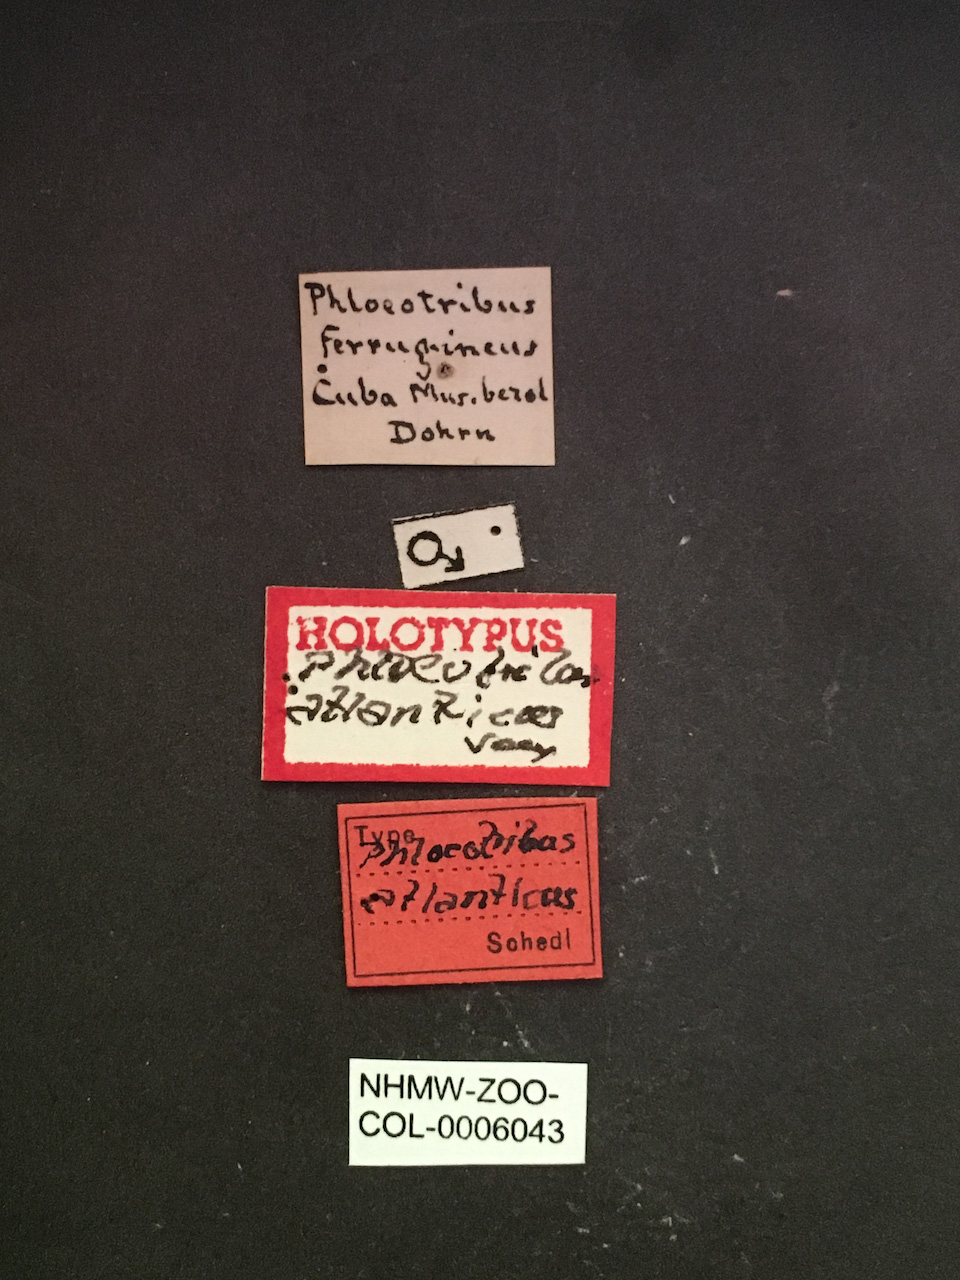 Phloeotribus
ferrugineus
Cuba Mus. berol
Dohrn
♂
HOLOTYPUS
Phloeotribus
atlanticus
Type
Phloeotribus
atlanticus
Schedl
NHMW-ZOO-
COL-0006043